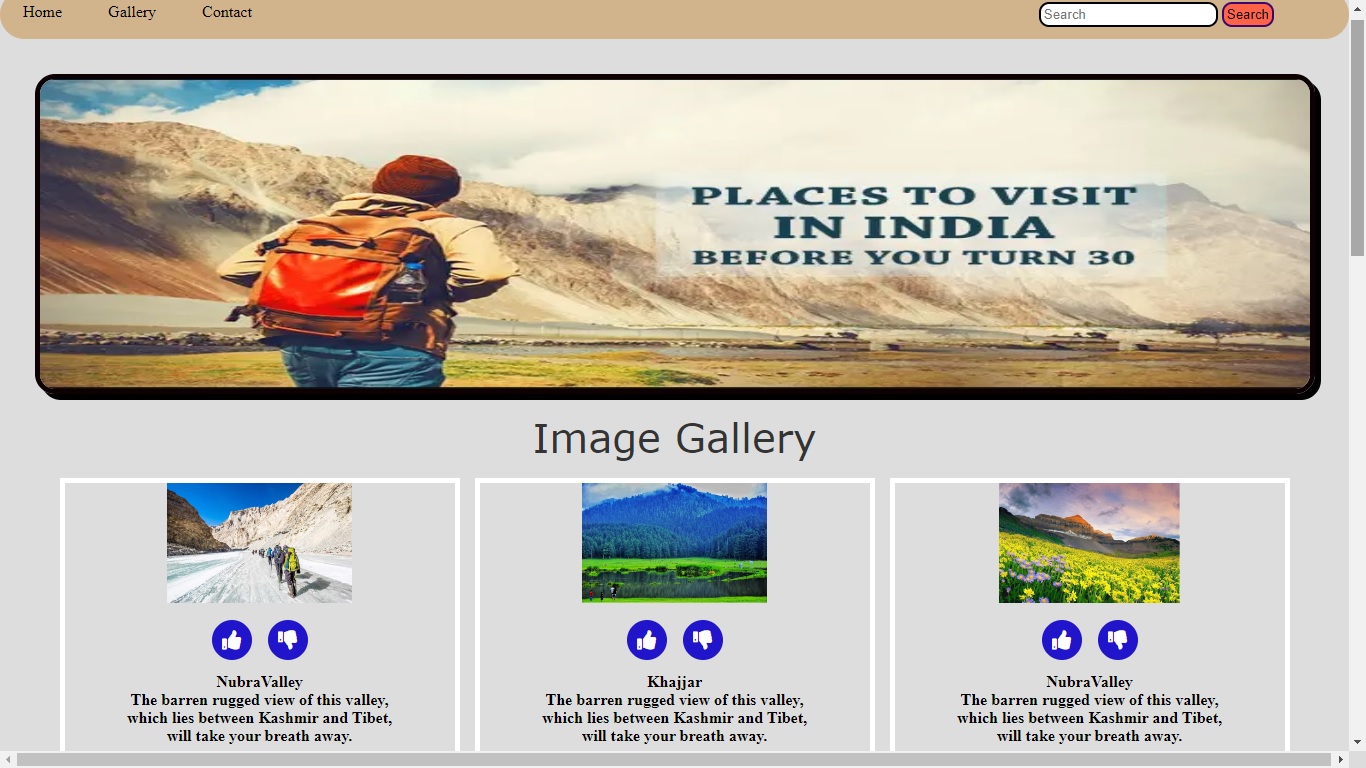 Home Gallery Contact Search Search
PLACES TO VISIT
IN INDIA
BEFORE YOU TURN 30
Image Gallery
NubraValley
The barren rugged view of this valley,
which lies between Kashmir and Tibet,
will take your breath away.
Khajjar
The barren rugged view of this valley,
which lies between Kashmir and Tibet,
will take your breath away.
NubraValley
The barren rugged view of this valley,
which lies between Kashmir and Tibet,
will take your breath away.